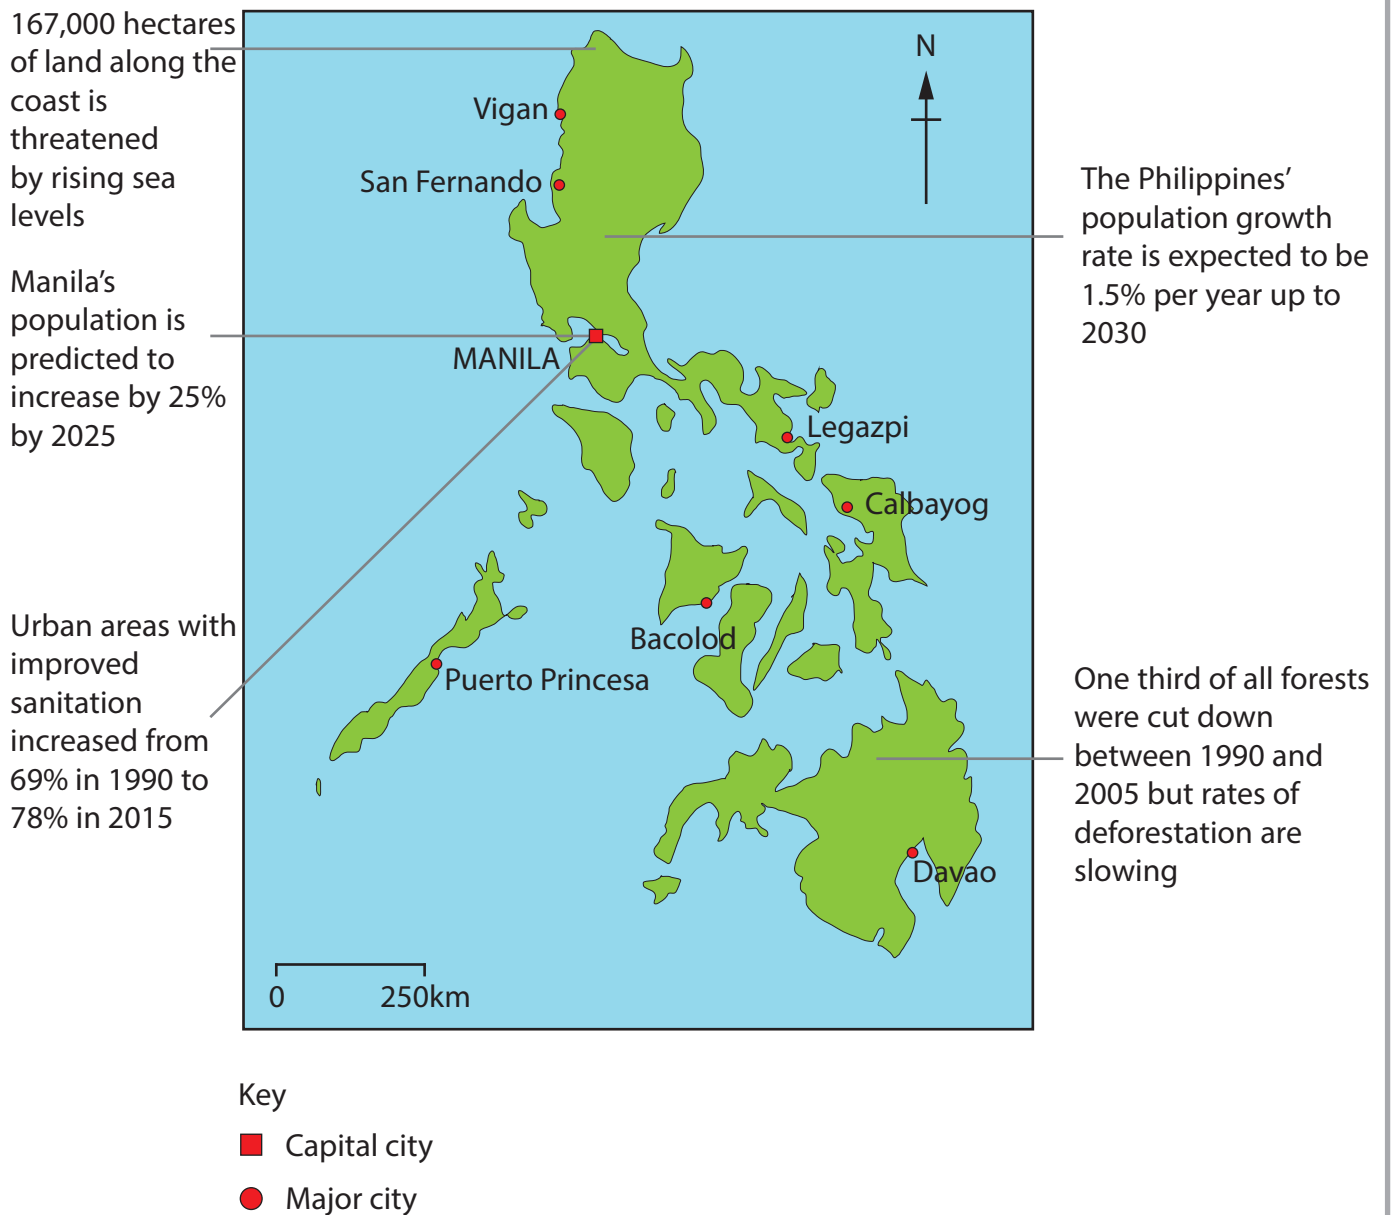 167,000 hectares
of land along the
coast is
threatened
by rising sea
levels
Manila’s
population is
predicted to
increase by 25%
by 2025
Urban areas with
improved
sanitation
increased from
69% in 1990 to
78% in 2015
N
Vigan
San Fernando
MANILA
Legazpi
Calbayog
Bacolod
Puerto Princesa
Davao
0 250km
The Philippines’
population growth
rate is expected to be
1.5% per year up to
2030
One third of all forests
were cut down
between 1990 and
2005 but rates of
deforestation are
slowing
Key
Capital city
Major city